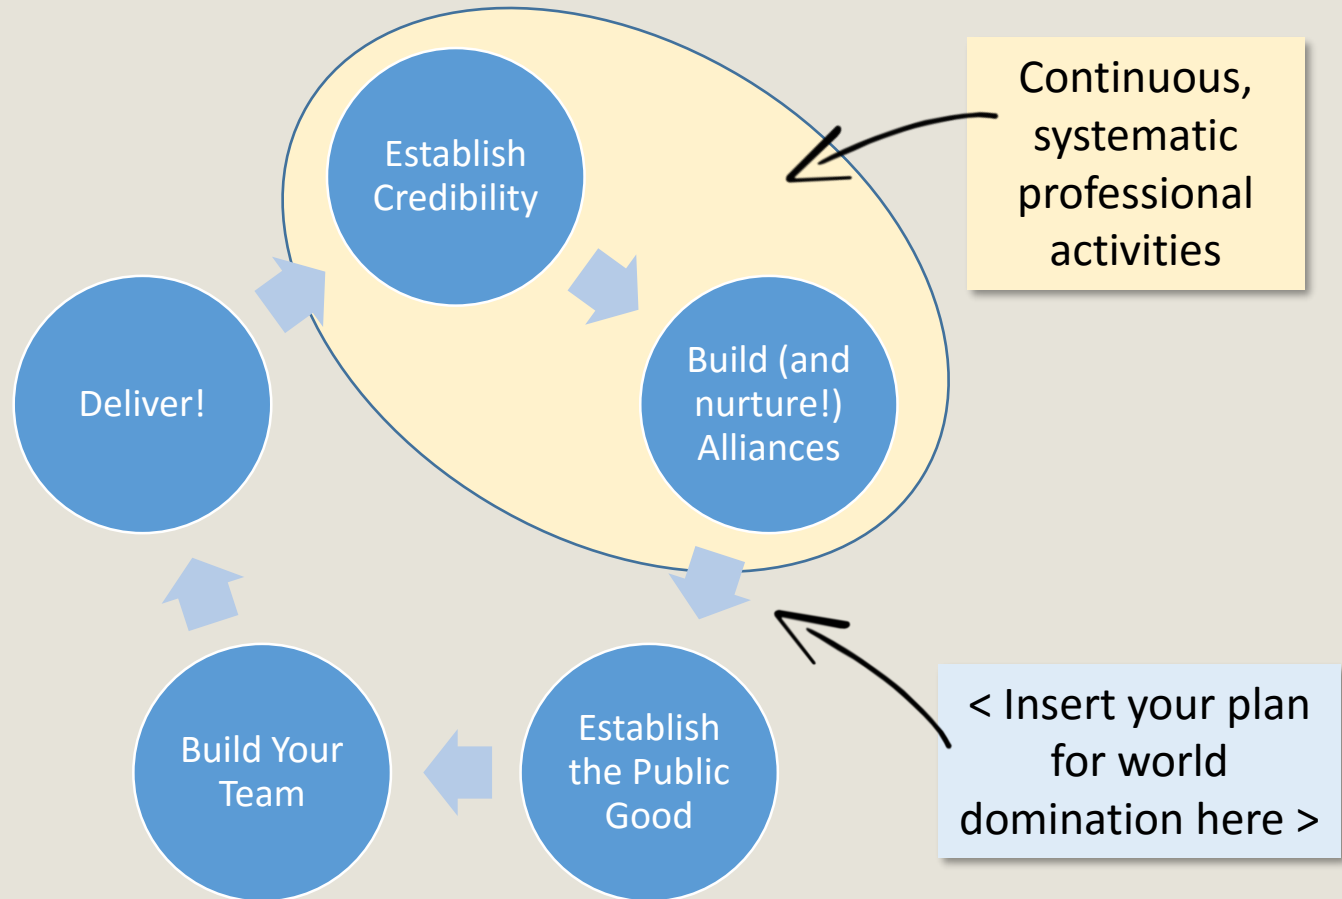 Establish
Credibility
Continuous,
systematic
professional
activities
Build (and
nurture!)
Alliances
Deliver!
Establish
the Public
Good
Build Your
Team
< Insert your plan
for world
domination here >